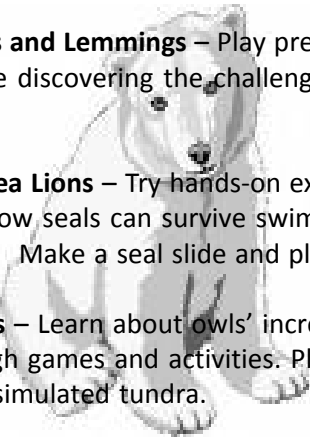 s and Lemmings – Play pre
e discovering the challeng
ea Lions – Try hands-on ex
ow seals can survive swim
Make a seal slide and pl
s – Learn about owls' incre
gh games and activities. Pl
simulated tundra.